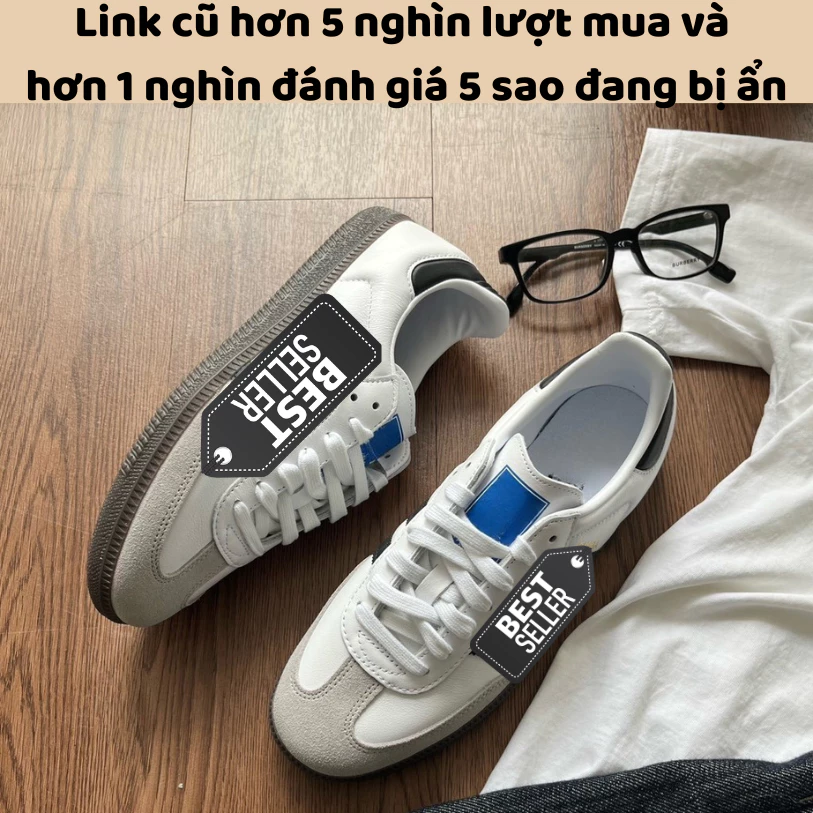 Link cũ hơn 5 nghìn lượt mua và
hơn 1 nghìn đánh giá 5 sao đang bị ẩn
BURBERRY
BEST
SELLER
BEST
SELLER